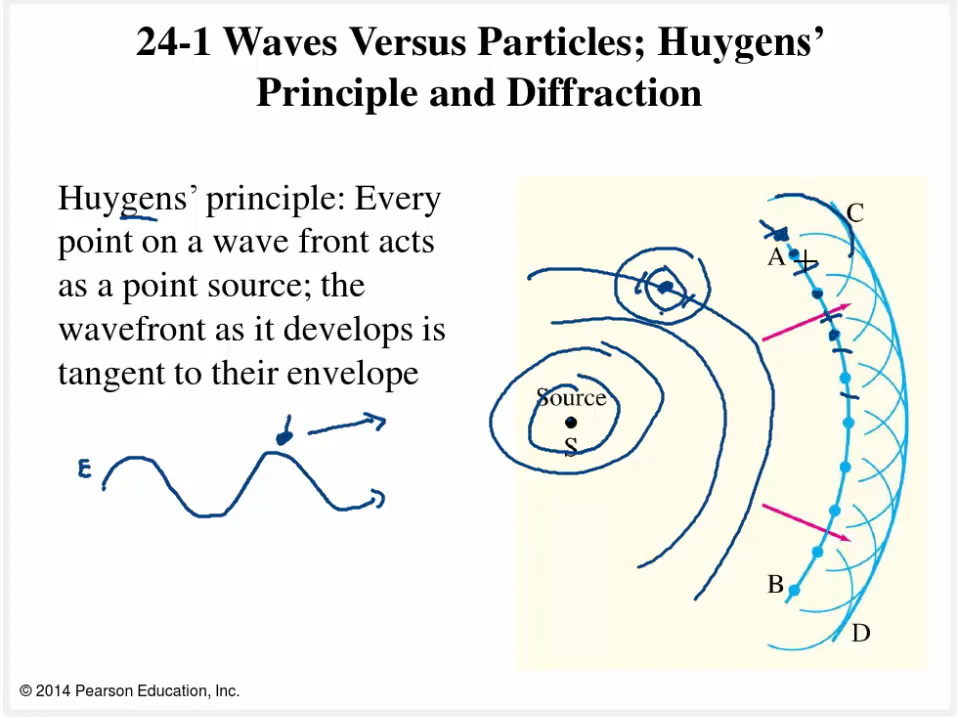 24-1 Waves Versus Particles; Huygens’
Principle and Diffraction
Huygens’ principle: Every
point on a wave front acts
as a point source; the
wavefront as it develops is
tangent to their envelope
E
Source
S
A
C
B
D
© 2014 Pearson Education, Inc.